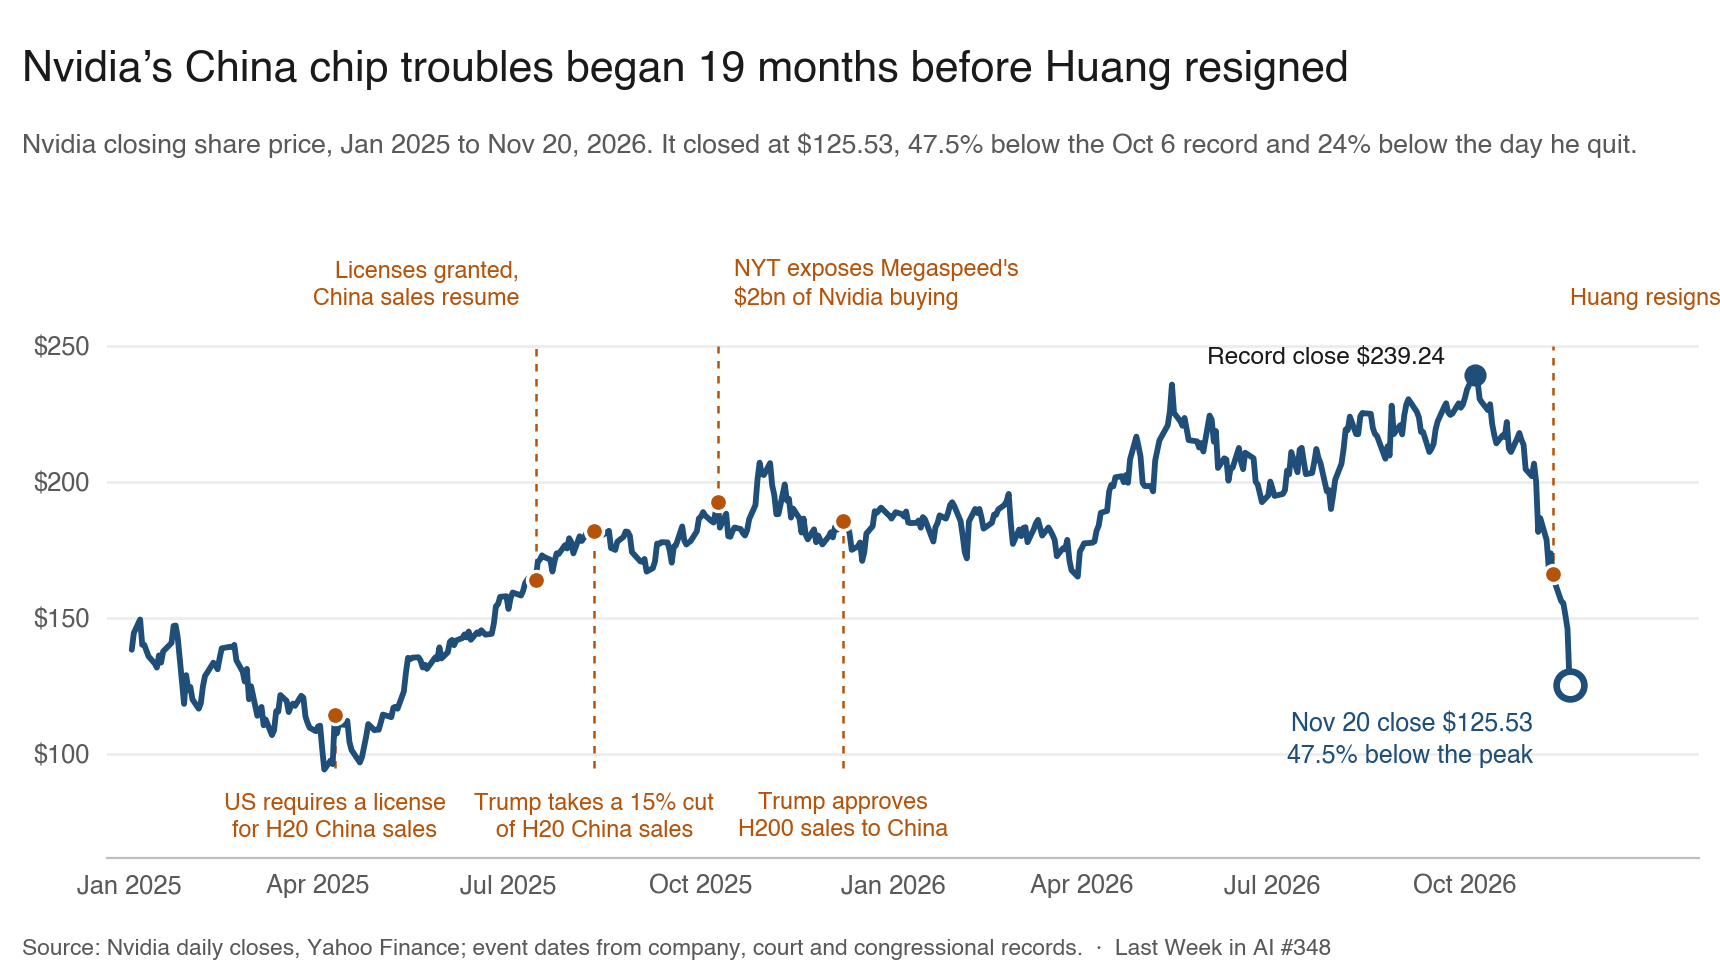 Nvidia’s China chip troubles began 19 months before Huang resigned
Nvidia closing share price, Jan 2025 to Nov 20, 2026. It closed at $125.53, 47.5% below the Oct 6 record and 24% below the day he quit.
Licenses granted,
China sales resume
NYT exposes Megaspeed's
$2bn of Nvidia buying
Huang resigns
$250
Record close $239.24
$200
$150
Nov 20 close $125.53
47.5% below the peak
$100
US requires a license
for H20 China sales
Trump takes a 15% cut
of H20 China sales
Trump approves
H200 sales to China
Jan 2025
Apr 2025
Jul 2025
Oct 2025
Jan 2026
Apr 2026
Jul 2026
Oct 2026
Source: Nvidia daily closes, Yahoo Finance; event dates from company, court and congressional records. · Last Week in AI #348